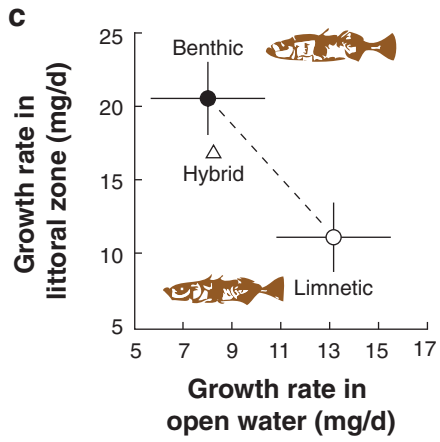 c
Growth rate in
littoral zone (mg/d)
25
20
15
10
5
Benthic
Hybrid
Limnetic
5 7 9 11 13 15 17
Growth rate in
open water (mg/d)